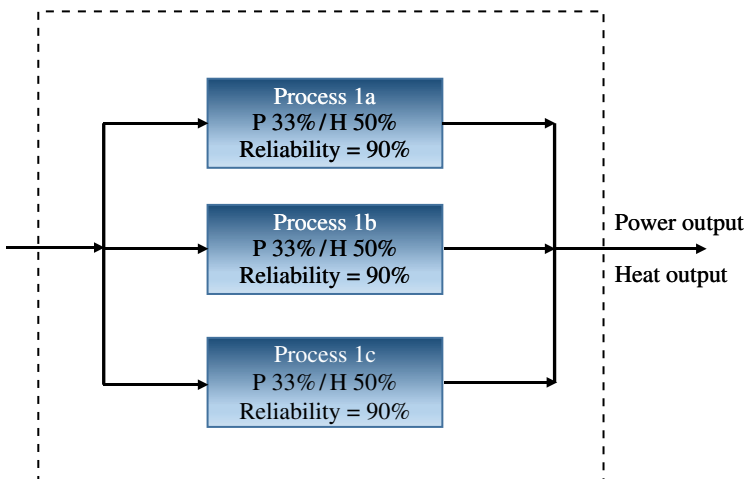 Process 1a
P 33% / H 50%
Reliability = 90%
Process 1b
P 33% / H 50%
Reliability = 90%
Power output
Heat output
Process 1c
P 33% / H 50%
Reliability = 90%